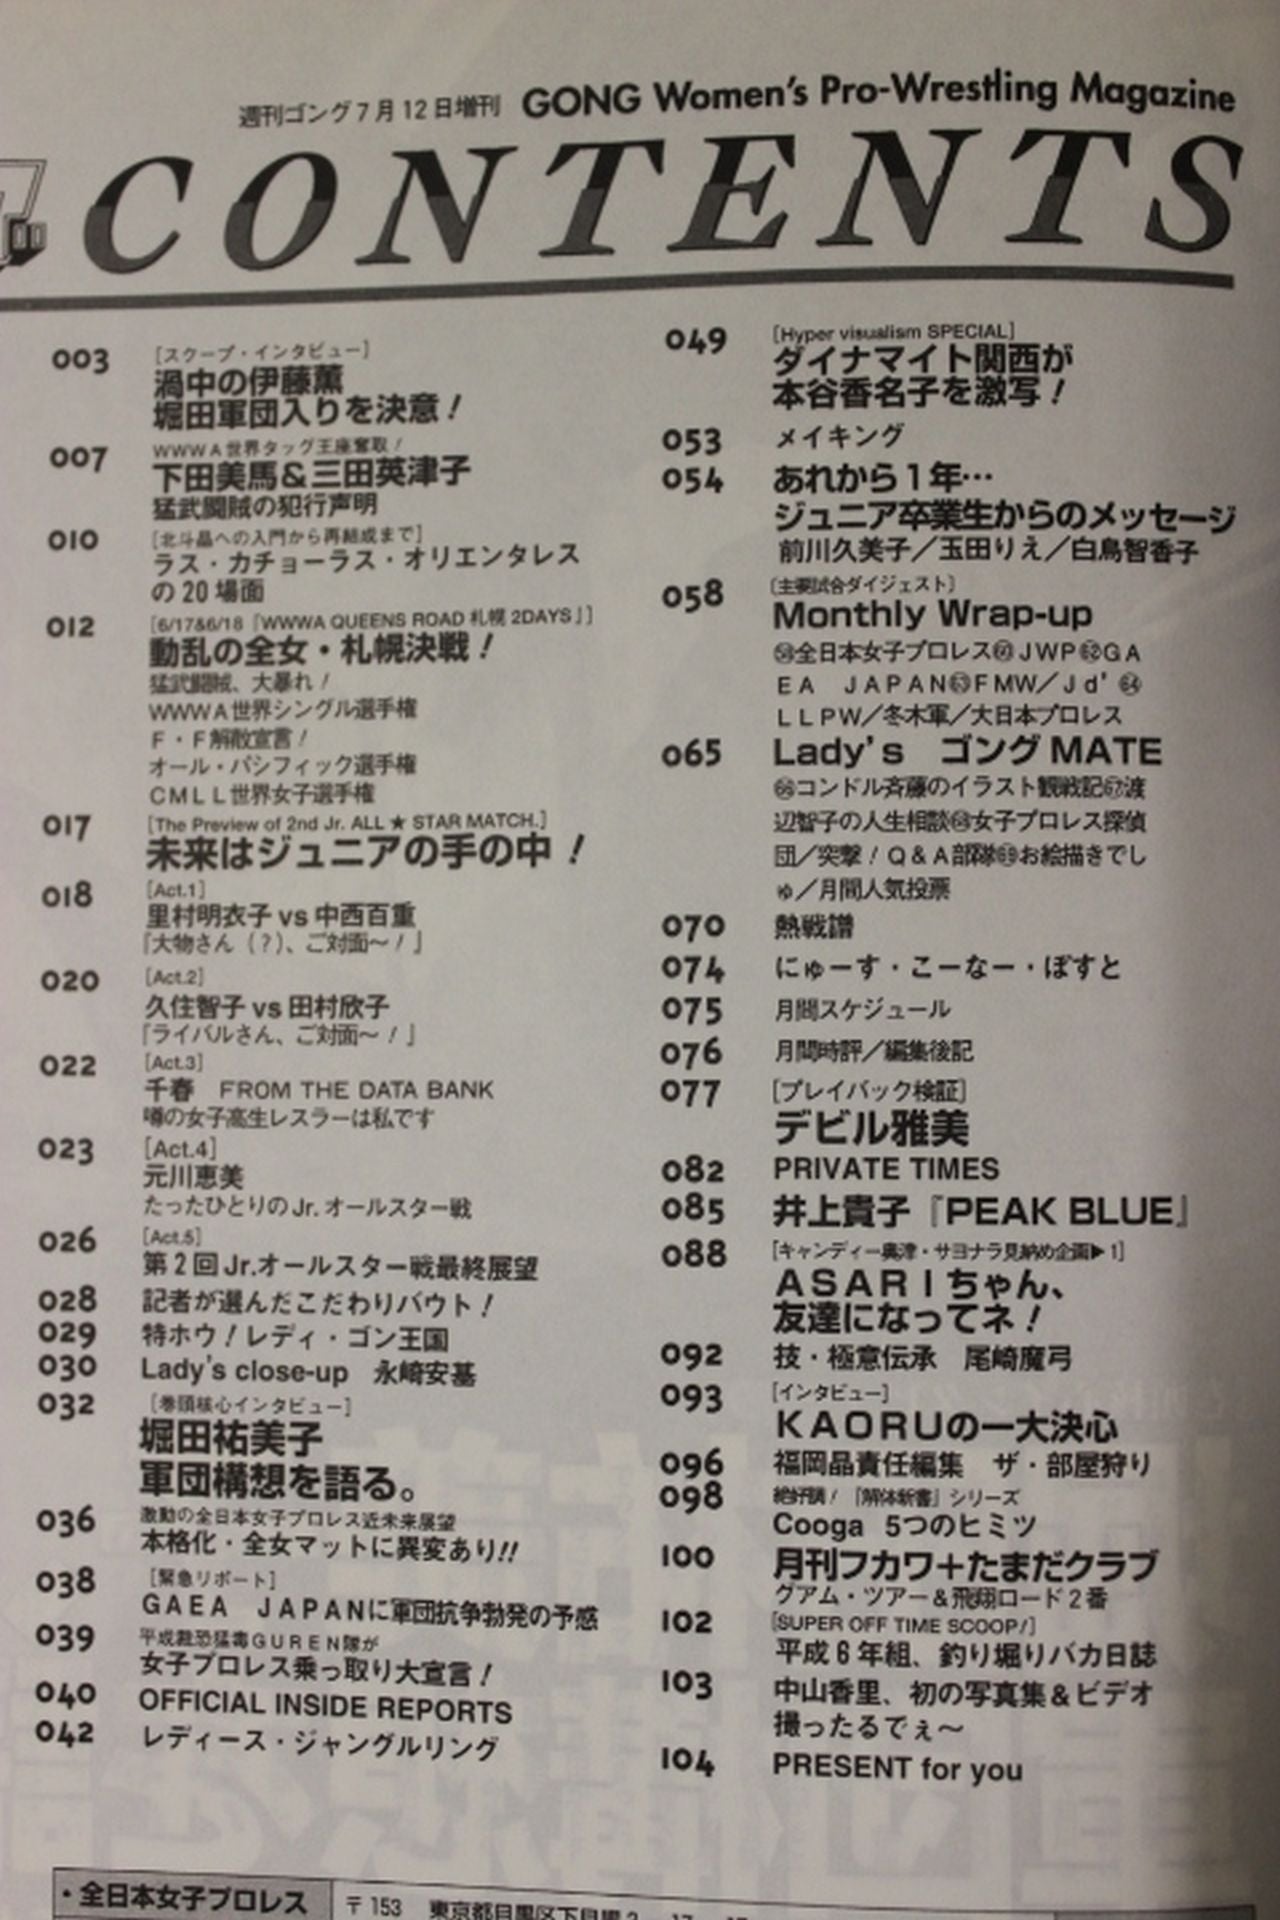 週刊ゴング7月12日増刊 GONG Women's Pro-Wrestling Magazine
CONTENTS
003 [スクープ・インタビュー]
渦中の伊藤薫
堀田軍団入りを決意！
007 WWWA世界タッグ王座奪取！
下田美馬＆三田英津子
猛武闘賊の犯行声明
010 [北斗晶への入門から再結成まで]
ラス・カチョーラス・オリエンタレス
の20場面
012 [6/17&6/18『WWWA QUEENS ROAD 札幌 2DAYS』]
動乱の全女・札幌決戦！
猛武闘賊、大暴れ！
WWWA世界シングル選手権
F・F解散宣言！
オール・パシフィック選手権
CMLL世界女子選手権
017 [The Preview of 2nd Jr. ALL★STAR MATCH.]
未来はジュニアの手の中！
018 [Act.1]
里村明衣子 vs 中西百重
『大物さん（？）、ご対面〜！』
020 [Act.2]
久住智子 vs 田村欣子
『ライバルさん、ご対面〜！』
022 [Act.3]
千春 FROM THE DATA BANK
噂の女子高生レスラーは私です
023 [Act.4]
元川恵美
たったひとりのJr.オールスター戦
026 [Act.5]
第2回Jr.オールスター戦最終展望
028 記者が選んだこだわりバウト！
029 特ホウ！レディ・ゴン王国
030 Lady's close-up 永崎安基
032 [巻頭核心インタビュー]
堀田祐美子
軍団構想を語る。
036 激動の全日本女子プロレス近未来展望
本格化・全女マットに異変あり!!
038 [緊急リポート]
GAEA JAPANに軍団抗争勃発の予感
039 平成裁恐猛毒GUREN隊が
女子プロレス乗っ取り大宣言！
040 OFFICIAL INSIDE REPORTS
042 レディース・ジャングルリング
049 [Hyper visualism SPECIAL]
ダイナマイト関西が
本谷香名子を激写！
053 メイキング
054 あれから1年…
ジュニア卒業生からのメッセージ
前川久美子／玉田りえ／白鳥智香子
058 [主要試合ダイジェスト]
Monthly Wrap-up
58全日本女子プロレス60JWP62GA
EA JAPAN63FMW／Jd'64
LLPW／冬木軍／大日本プロレス
065 Lady's ゴングMATE
66コンドル斉藤のイラスト観戦記67渡
辺智子の人生相談68女子プロレス探偵
団／突撃！Q＆A部隊69お絵描きでし
ゅ／月間人気投票
070 熱戦譜
074 にゅーす・こーなー・ぽすと
075 月間スケジュール
076 月間時評／編集後記
077 [プレイバック検証]
デビル雅美
082 PRIVATE TIMES
085 井上貴子『PEAK BLUE』
088 [キャンディー奥津・サヨナラ見納め企画▶1]
ASARIちゃん、
友達になってネ！
092 技・極意伝承 尾崎魔弓
093 [インタビュー]
KAORUの一大決心
096 福岡晶責任編集 ザ・部屋狩り
098 絶好調！『解体新書』シリーズ
Cooga 5つのヒミツ
100 月刊フカワ＋たまだクラブ
グアム・ツアー＆飛翔ロード2番
102 [SUPER OFF TIME SCOOP!]
平成6年組、釣り堀りバカ日誌
103 中山香里、初の写真集＆ビデオ
撮ったるでぇ〜
104 PRESENT for you
・全日本女子プロレス 〒153 東京都目黒区下目黒